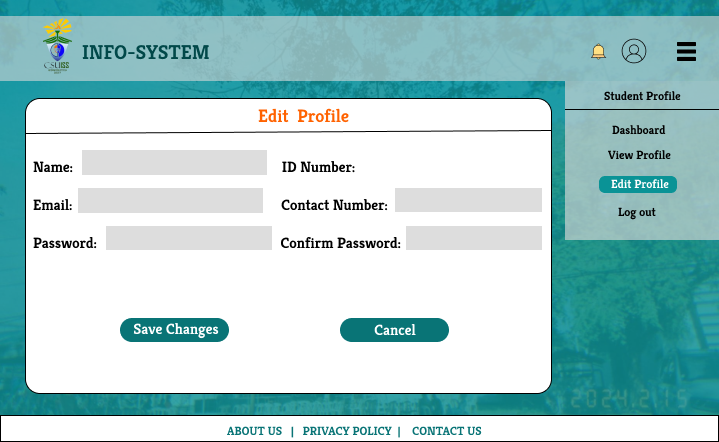 INFO-SYSTEM
Student Profile
Dashboard
View Profile
Edit Profile
Log out
Edit Profile
Name:
ID Number:
Email:
Contact Number:
Password:
Confirm Password:
Save Changes
Cancel
2024.2.15
ABOUT US | PRIVACY POLICY | CONTACT US